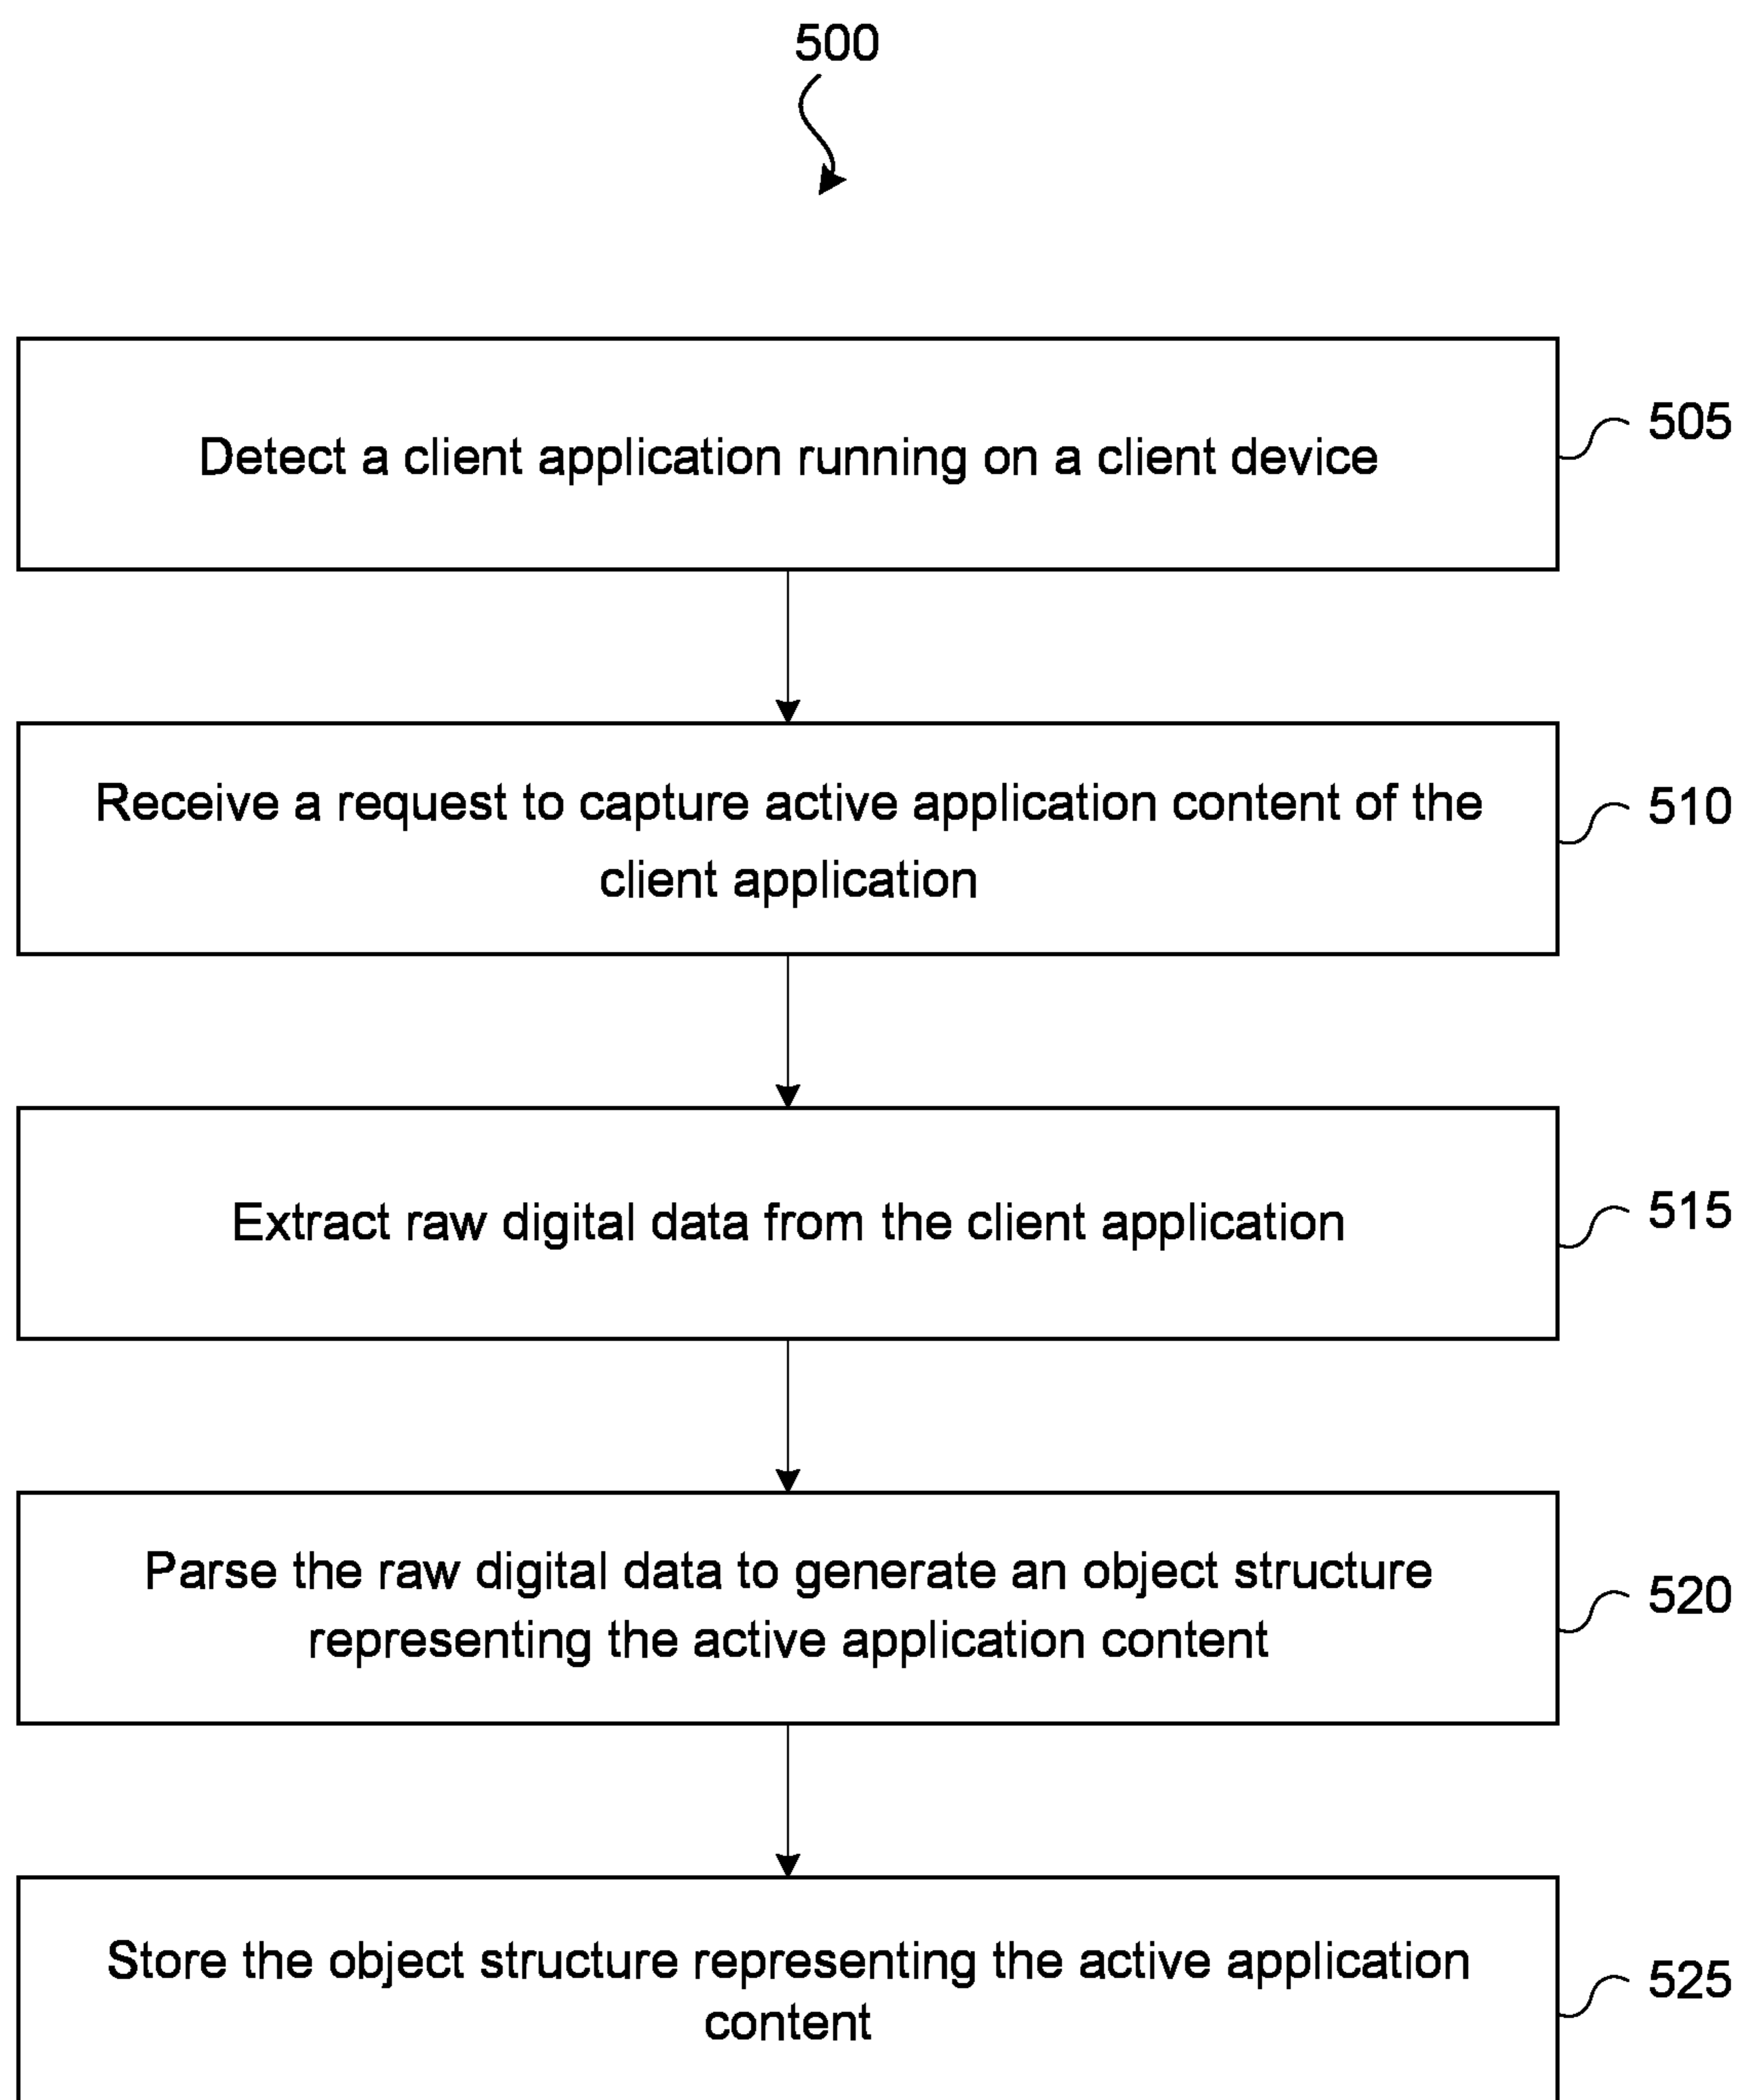 500
Detect a client application running on a client device
505
Receive a request to capture active application content of the
client application
510
Extract raw digital data from the client application
515
Parse the raw digital data to generate an object structure
representing the active application content
520
Store the object structure representing the active application
content
525